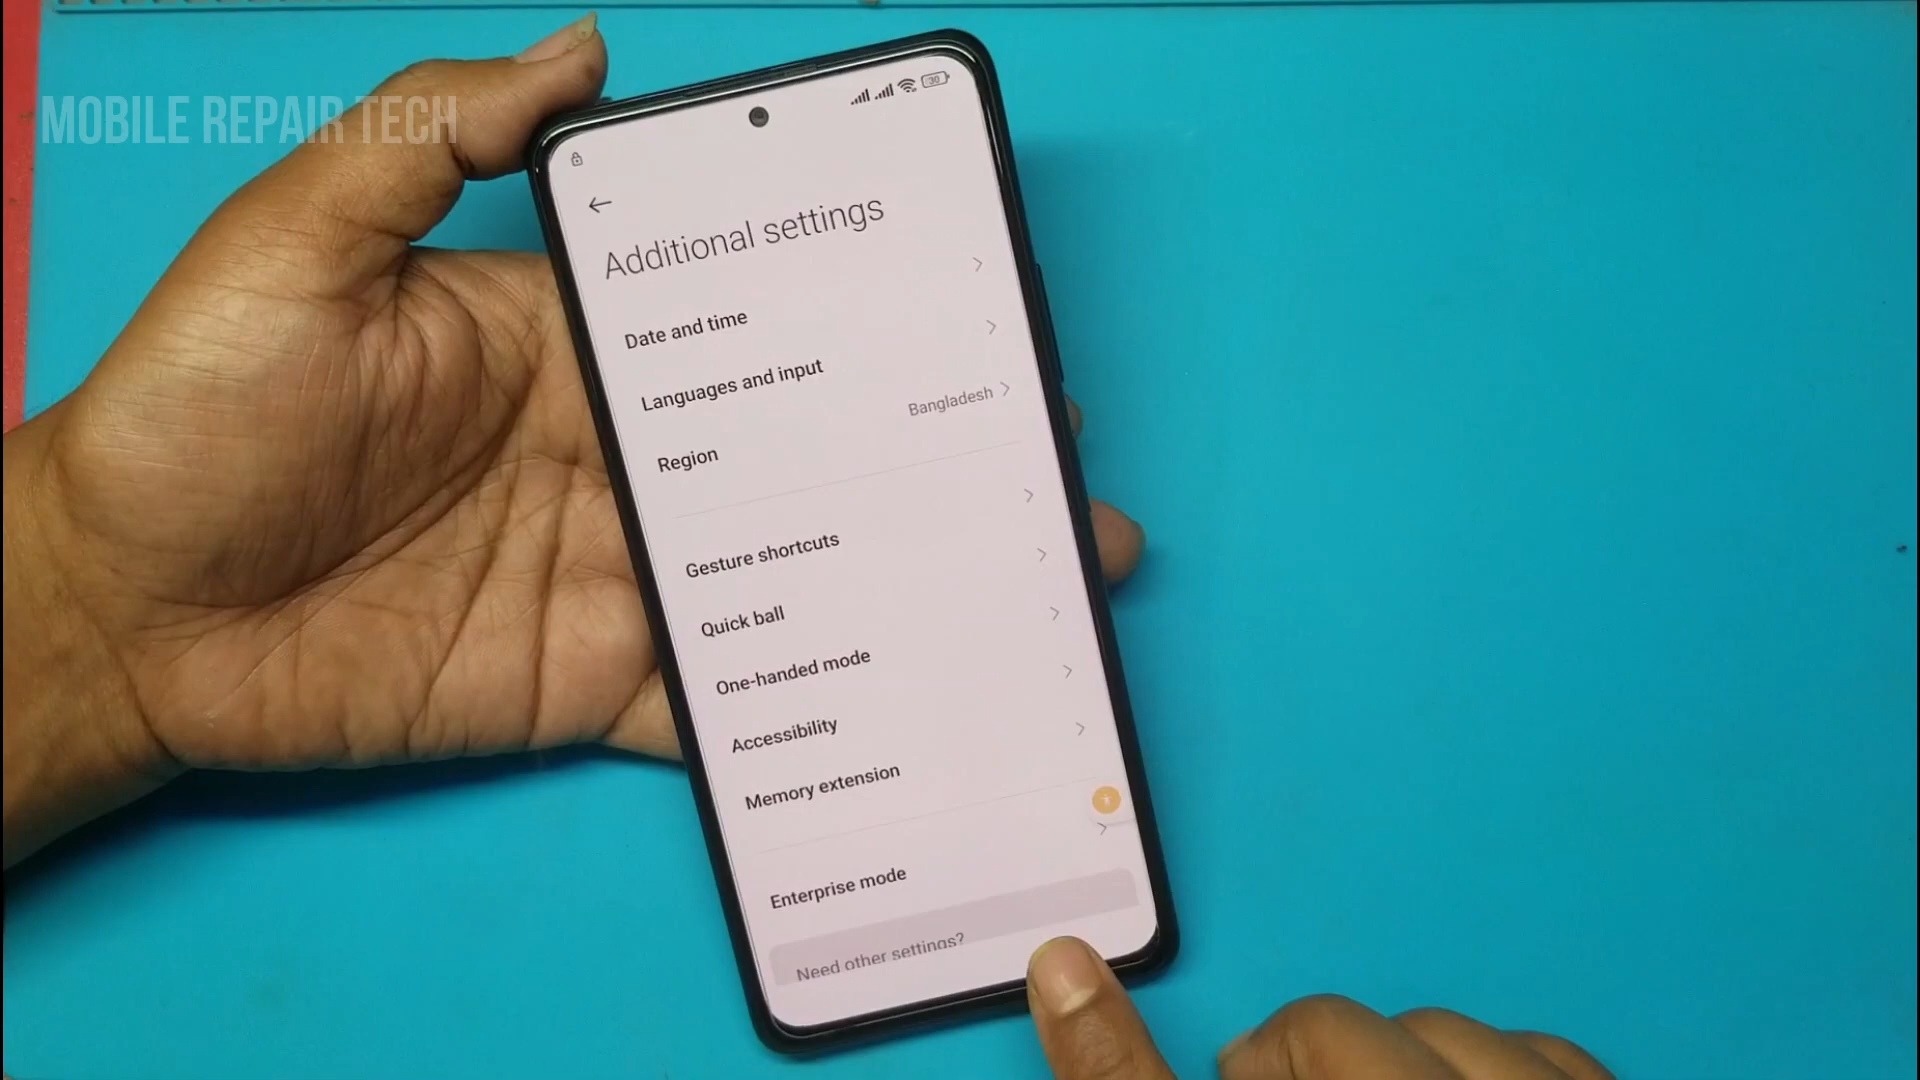 MOBILE REPAIR TECH
30
Additional settings
Date and time
Languages and input
Region Bangladesh
Gesture shortcuts
Quick ball
One-handed mode
Accessibility
Memory extension
Enterprise mode
Need other settings?